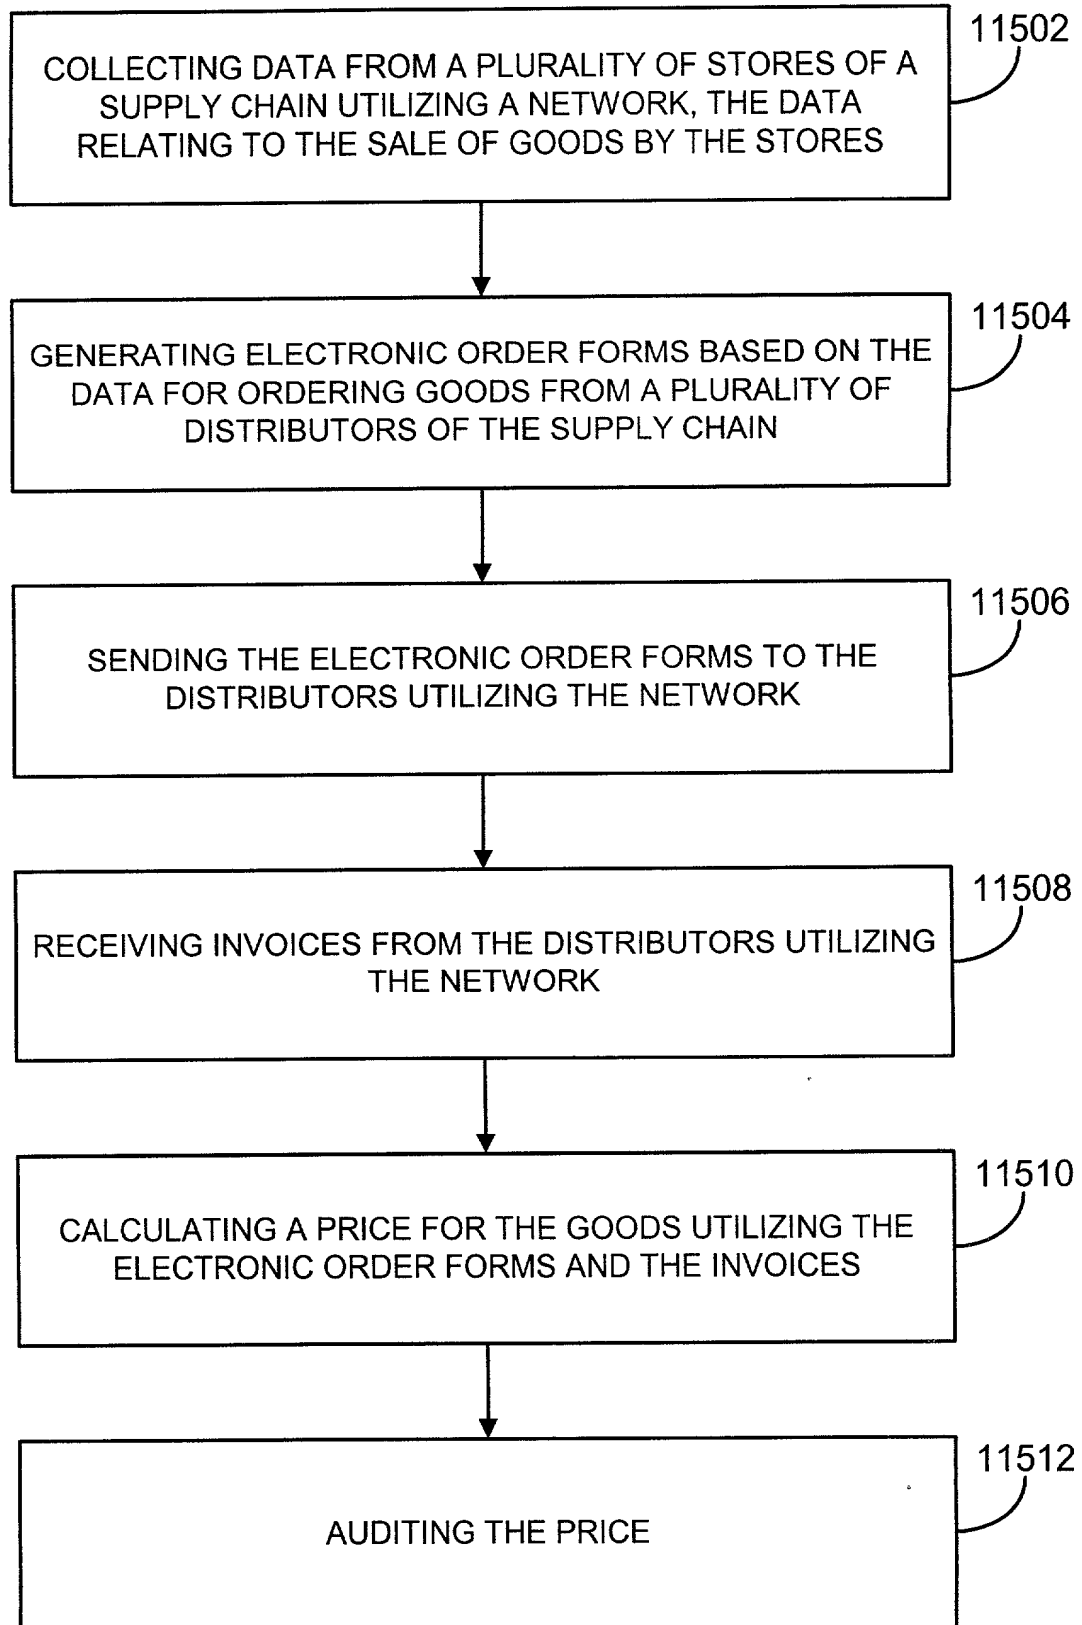 11502
COLLECTING DATA FROM A PLURALITY OF STORES OF A
SUPPLY CHAIN UTILIZING A NETWORK, THE DATA
RELATING TO THE SALE OF GOODS BY THE STORES
11504
GENERATING ELECTRONIC ORDER FORMS BASED ON THE
DATA FOR ORDERING GOODS FROM A PLURALITY OF
DISTRIBUTORS OF THE SUPPLY CHAIN
11506
SENDING THE ELECTRONIC ORDER FORMS TO THE
DISTRIBUTORS UTILIZING THE NETWORK
11508
RECEIVING INVOICES FROM THE DISTRIBUTORS UTILIZING
THE NETWORK
11510
CALCULATING A PRICE FOR THE GOODS UTILIZING THE
ELECTRONIC ORDER FORMS AND THE INVOICES
11512
AUDITING THE PRICE